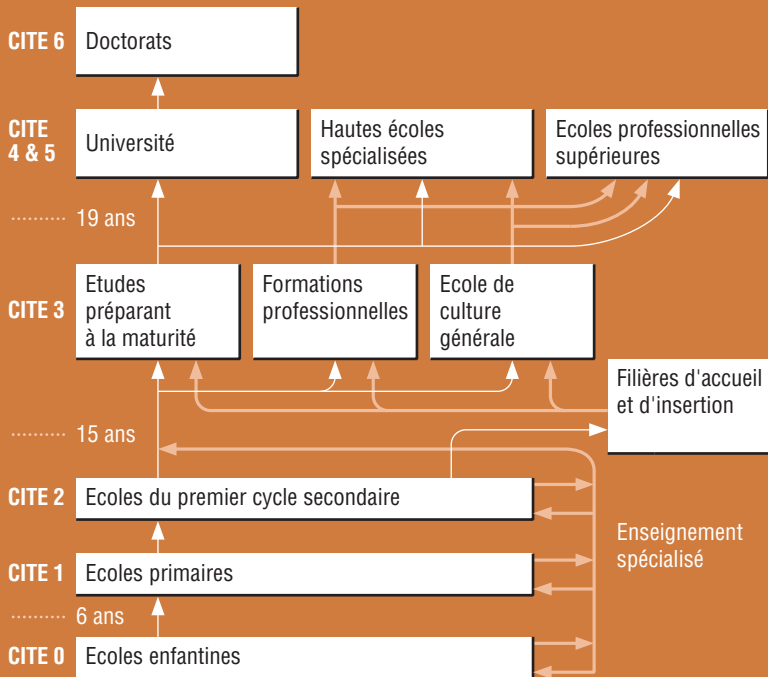 CITE 6
Doctorats
CITE
4 & 5
Université
Hautes écoles
spécialisées
Ecoles professionnelles
supérieures
.......... 19 ans
CITE 3
Etudes
préparant
à la maturité
Formations
professionnelles
Ecole de
culture
générale
Filières d'accueil
et d'insertion
.......... 15 ans
CITE 2
Ecoles du premier cycle secondaire
Enseignement
spécialisé
CITE 1
Ecoles primaires
.......... 6 ans
CITE 0
Ecoles enfantines